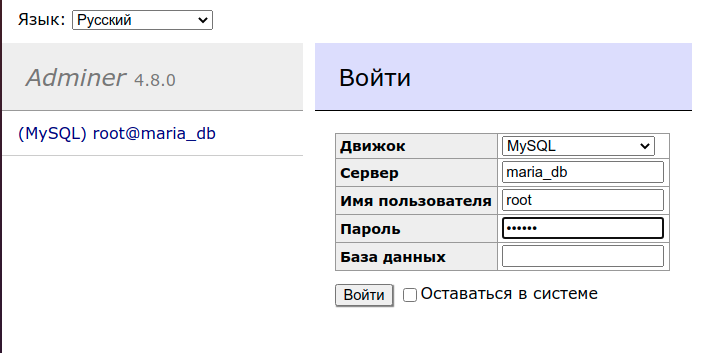 Язык: Русский
Adminer 4.8.0
(MySQL) root@maria_db
Войти
Движок MySQL
Сервер maria_db
Имя пользователя root
Пароль ••••••
База данных
Войти Оставаться в системе